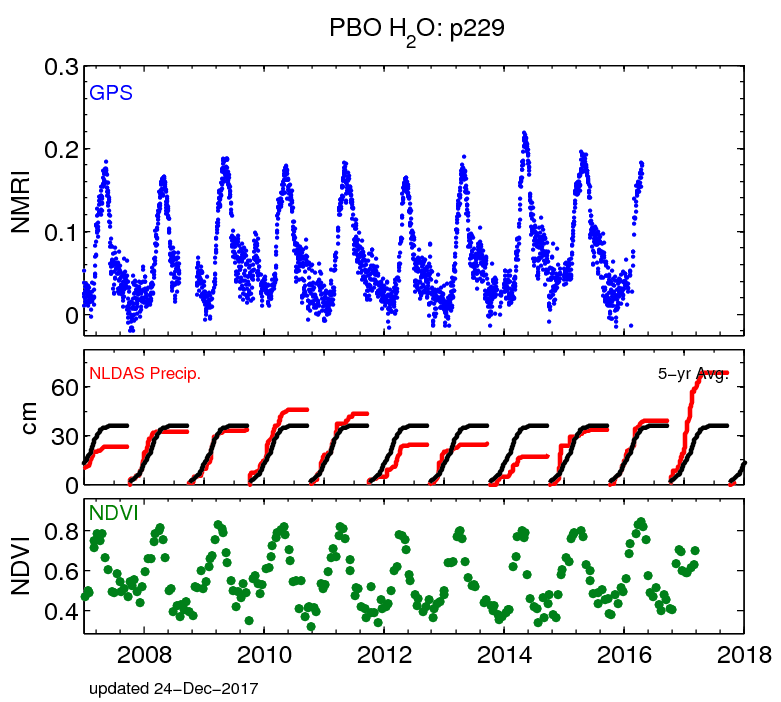 PBO H₂O: p229
0.3
GPS
0.2
NMRI
0.1
0
NLDAS Precip.
5−yr Avg.
60
cm
30
0
NDVI
0.8
NDVI
0.6
0.4
2008 2010 2012 2014 2016 2018
updated 24−Dec−2017